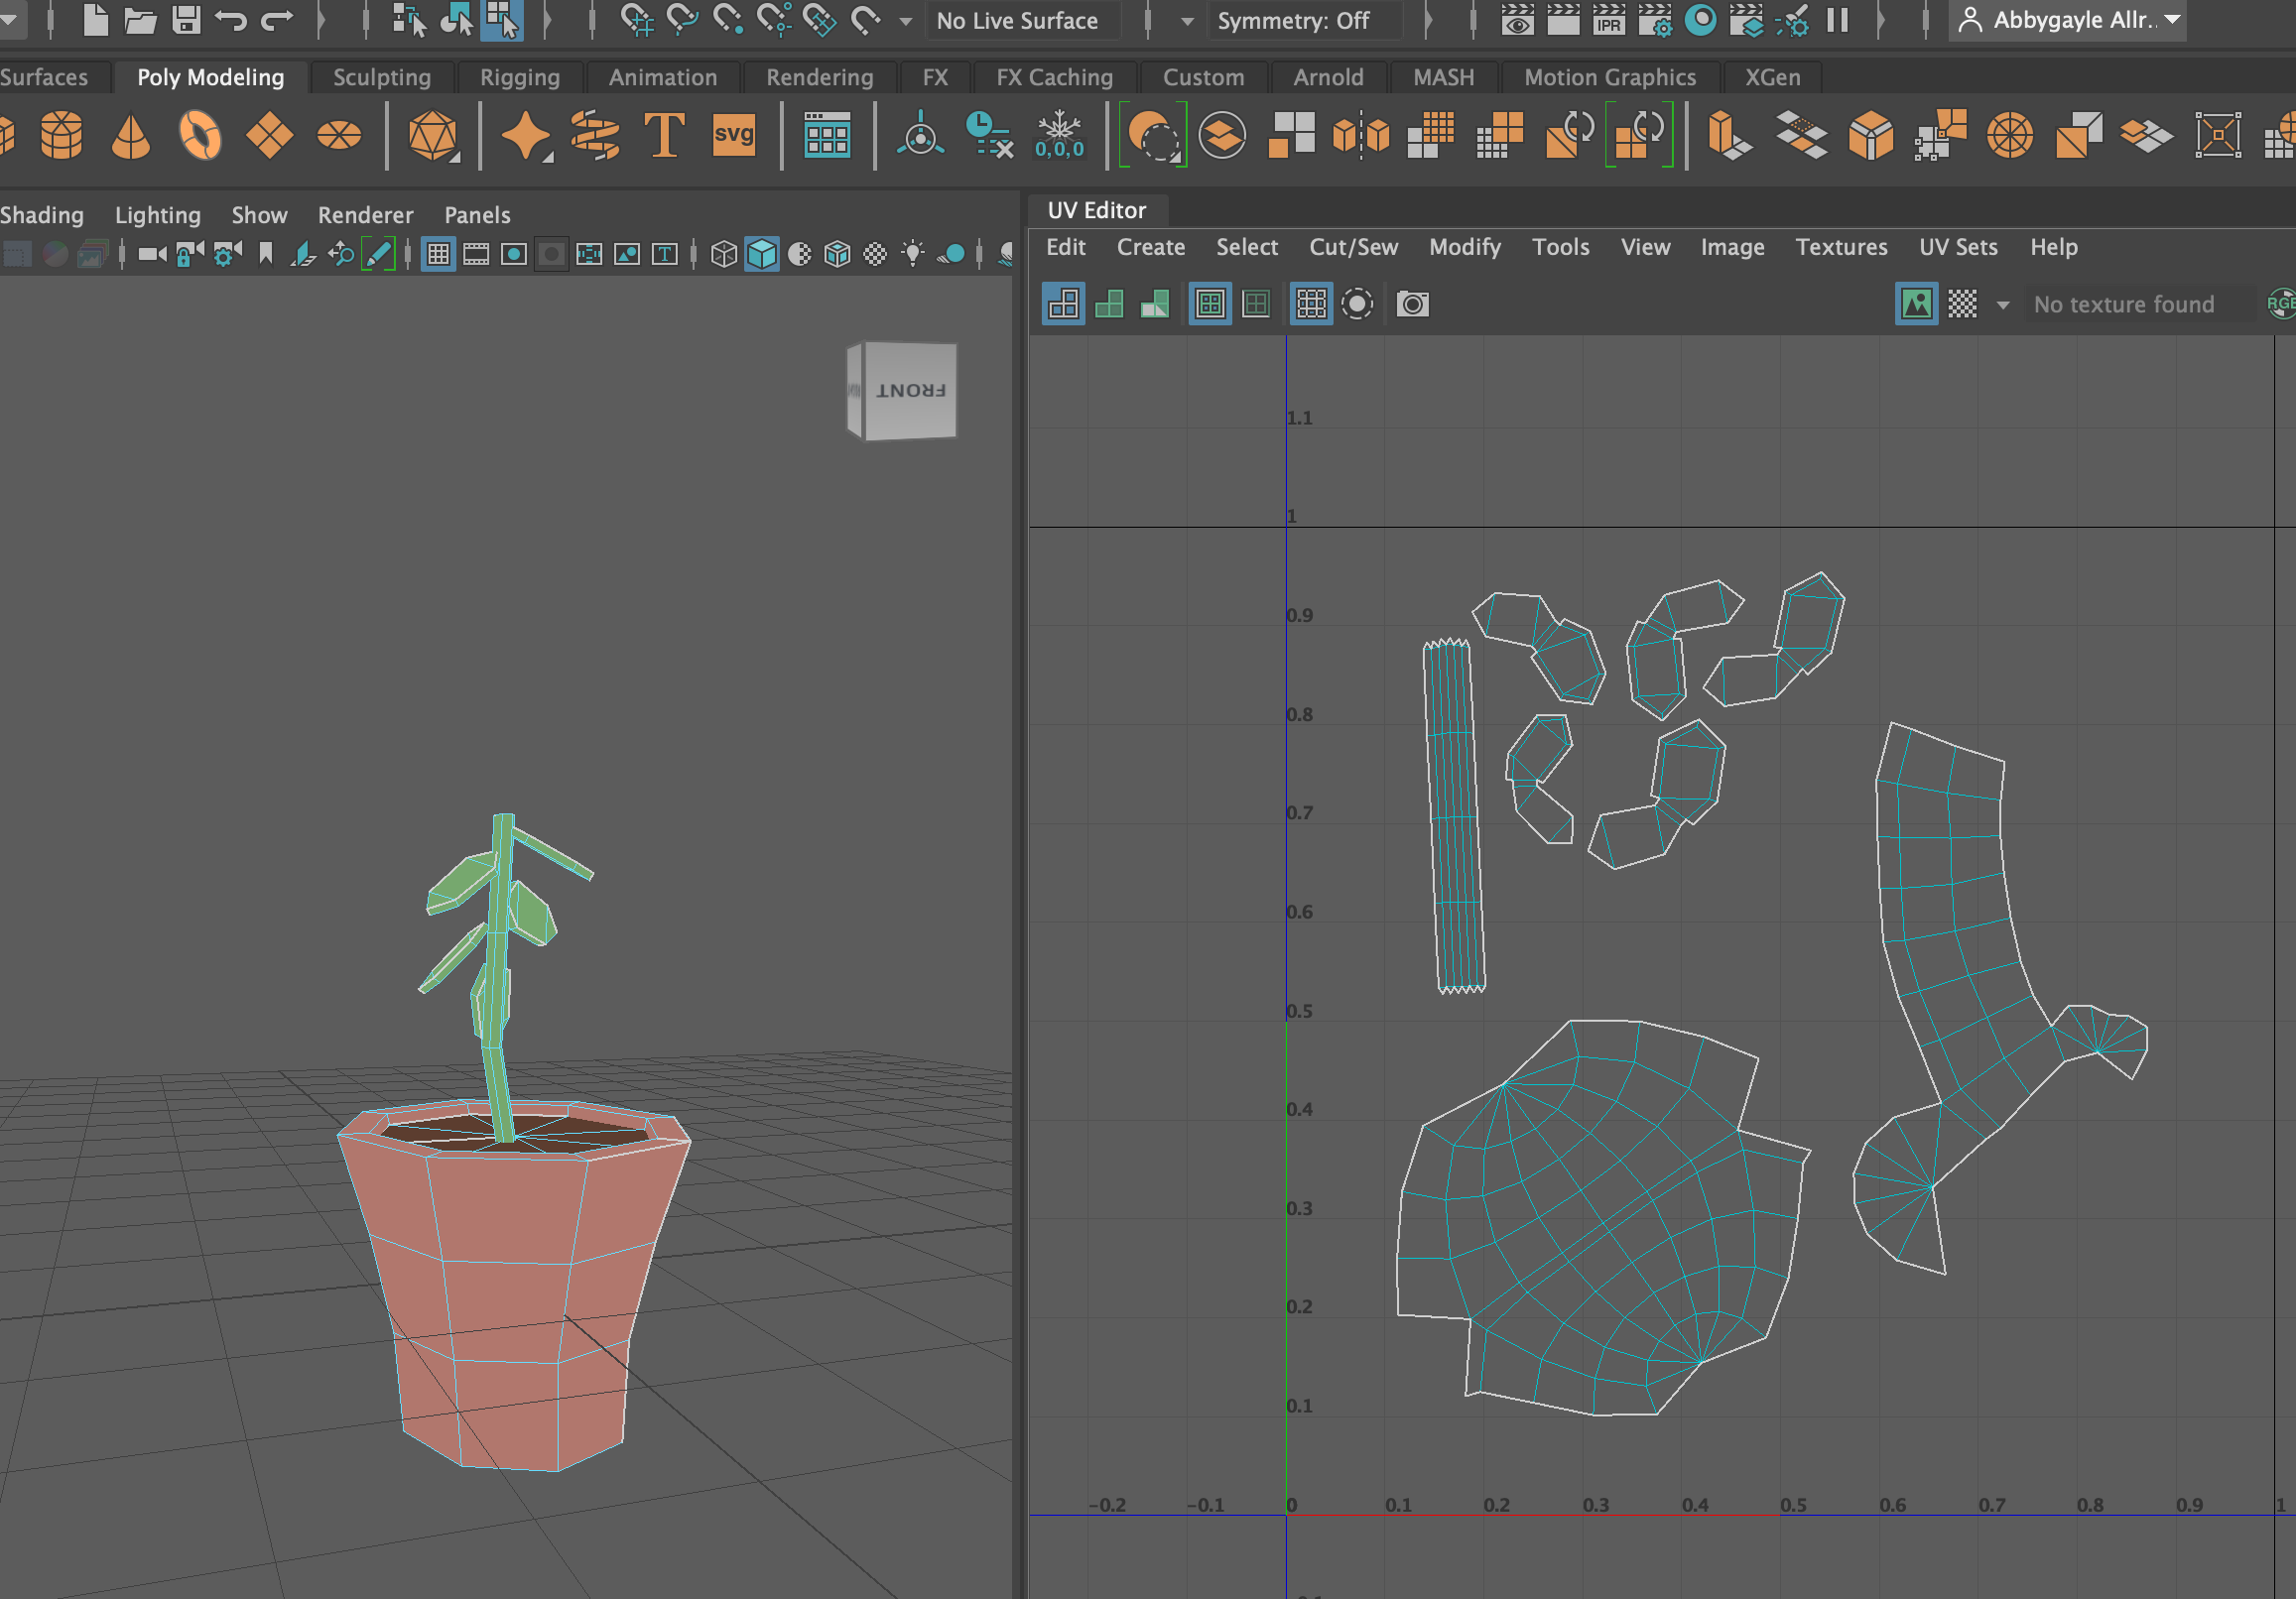 No Live Surface
Symmetry: Off
IPR
Abbygayle Allr..
Surfaces Poly Modeling Sculpting Rigging Animation Rendering FX FX Caching Custom Arnold MASH Motion Graphics XGen
T svg 0,0,0
Shading Lighting Show Renderer Panels
UV Editor
Edit Create Select Cut/Sew Modify Tools View Image Textures UV Sets Help
T
No texture found
RGB
FRONT
1.1
1
0.9
0.8
0.7
0.6
0.5
0.4
0.3
0.2
0.1
-0.2 -0.1 0 0.1 0.2 0.3 0.4 0.5 0.6 0.7 0.8 0.9 1